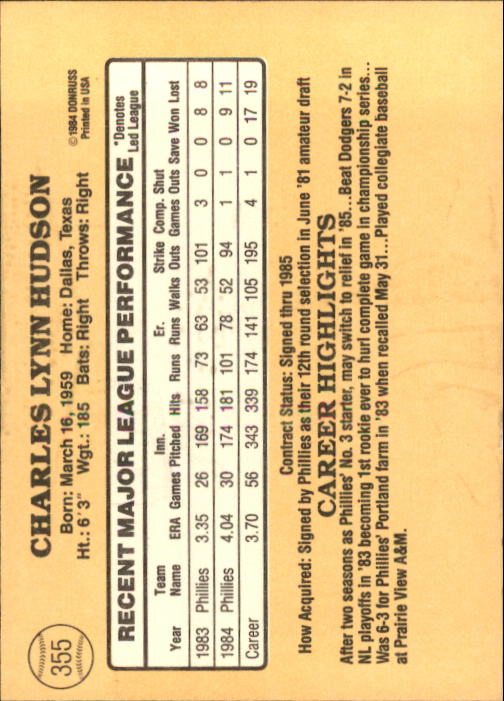 355
CHARLES LYNN HUDSON
Born: March 16, 1959 Home: Dallas, Texas
Ht.: 6'3" Wgt.: 185 Bats: Right Throws: Right
©1984 DONRUSS
Printed in USA
RECENT MAJOR LEAGUE PERFORMANCE *Denotes Led League
Year Team Name ERA Games Inn. Pitched Hits Runs Er. Runs Walks Strike Outs Comp. Games Shut Outs Save Won Lost
1983 Phillies 3.35 26 169 158 73 63 53 101 3 0 0 8 8
1984 Phillies 4.04 30 174 181 101 78 52 94 1 1 0 9 11
Career 3.70 56 343 339 174 141 105 195 4 1 0 17 19
Contract Status: Signed thru 1985
How Acquired: Signed by Phillies as their 12th round selection in June '81 amateur draft
CAREER HIGHLIGHTS
After two seasons as Phillies' No. 3 starter, may switch to relief in '85...Beat Dodgers 7-2 in
NL playoffs in '83 becoming 1st rookie ever to hurl complete game in championship series...
Was 6-3 for Phillies' Portland farm in '83 when recalled May 31...Played collegiate baseball
at Prairie View A&M.